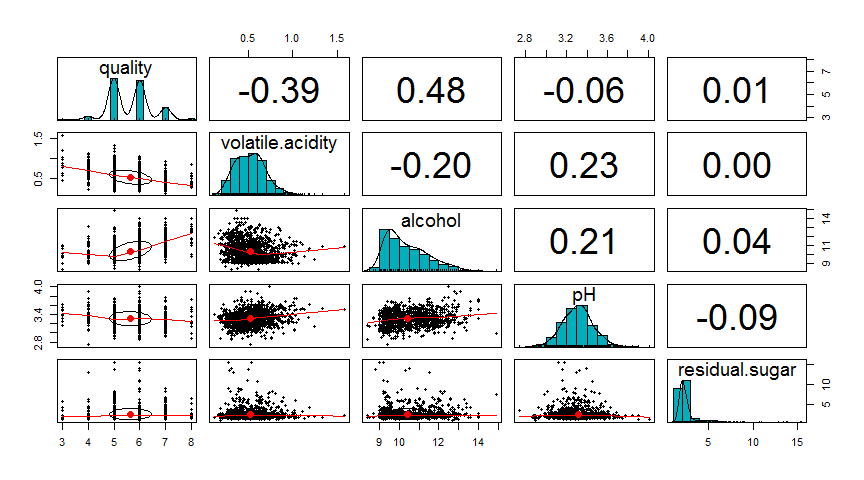 0.5 1.0 1.5 2.8 3.2 3.6 4.0
quality -0.39 0.48 -0.06 0.01 3 5 7
0.5 1.5 volatile.acidity -0.20 0.23 0.00
alcohol 0.21 0.04 9 11 14
2.8 3.4 4.0 pH -0.09
residual.sugar 5 10
3 4 5 6 7 8 9 10 12 14 5 10 15